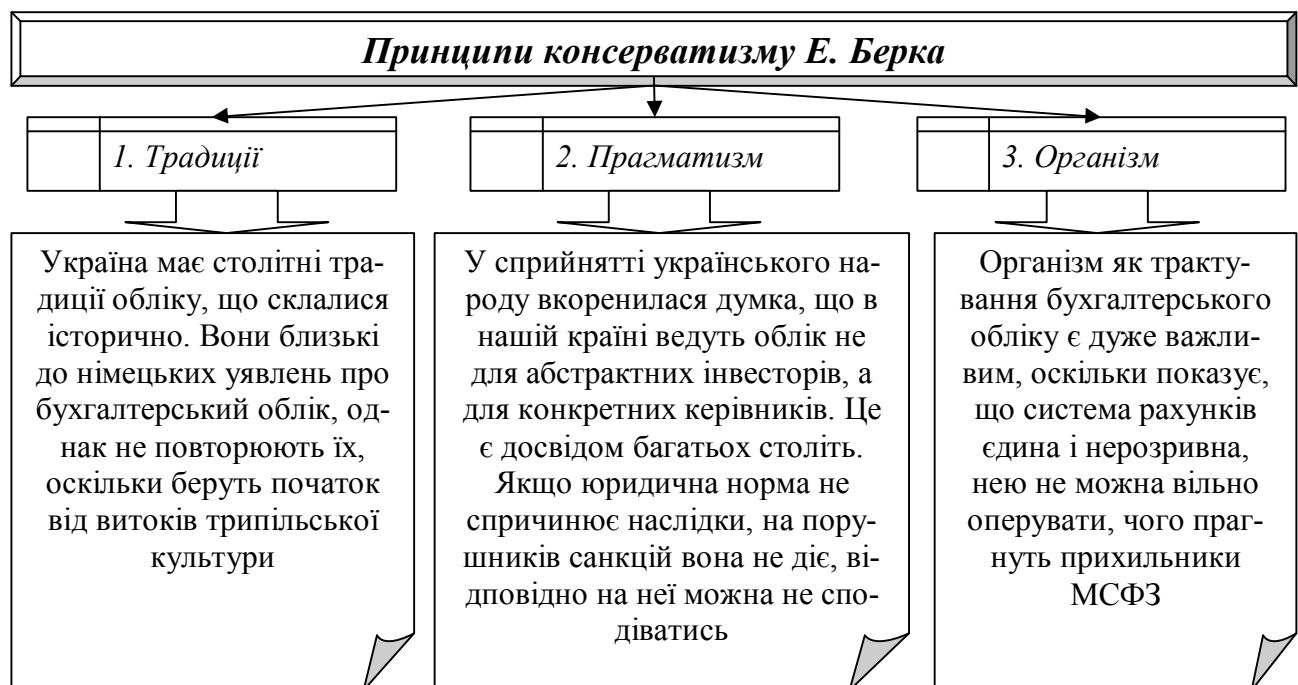 Принципи консерватизму Е. Берка
1. Традиції
2. Прагматизм
3. Організм
Україна має столітні тра-
диції обліку, що склалися
історично. Вони близькі
до німецьких уявлень про
бухгалтерський облік, од-
нак не повторюють їх,
оскільки беруть початок
від витоків трипільської
культури
У сприйнятті українського на-
роду вкоренилася думка, що в
нашій країні ведуть облік не
для абстрактних інвесторів, а
для конкретних керівників. Це
є досвідом багатьох століть.
Якщо юридична норма не
спричинює наслідки, на пору-
шників санкцій вона не діє, ві-
дповідно на неї можна не спо-
діватись
Організм як тракту-
вання бухгалтерського
обліку є дуже важли-
вим, оскільки показує,
що система рахунків
єдина і нерозривна,
нею не можна вільно
оперувати, чого праг-
нуть прихильники
МСФЗ